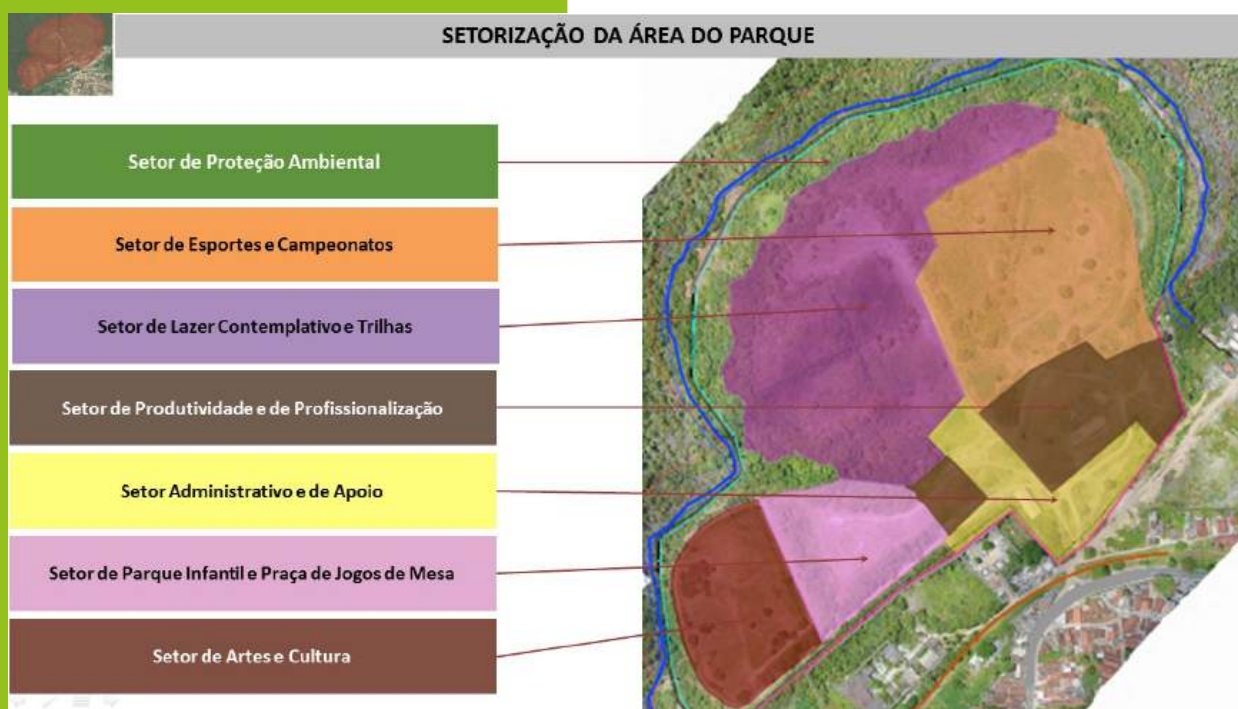 SETORIZAÇÃO DA ÁREA DO PARQUE
Setor de Proteção Ambiental
Setor de Esportes e Campeonatos
Setor de Lazer Contemplativo e Trilhas
Setor de Produtividade e de Profissionalização
Setor Administrativo e de Apoio
Setor de Parque Infantil e Praça de Jogos de Mesa
Setor de Artes e Cultura